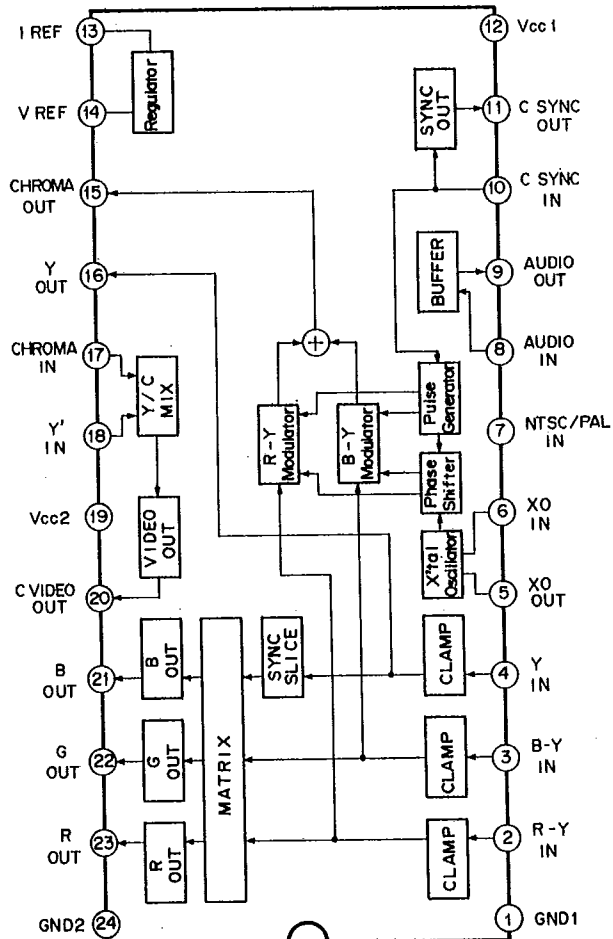 I REF
13
V REF
14
Regulator
CHROMA
OUT
15
Y
OUT
16
CHROMA
IN
17
Y'
IN
18
Y/C
MIX
Vcc2
19
VIDEO OUT
C VIDEO
OUT
20
B
OUT
21
B
OUT
G
OUT
22
G
OUT
R
OUT
23
R
OUT
GND2
24
MATRIX
SYNC
SLICE
R-Y
Modulator
B-Y
Modulator
+
Pulse
Generator
Phase
Shifter
X'tal
Oscillator
SYNC
OUT
BUFFER
CLAMP
CLAMP
CLAMP
12
Vcc1
11
C SYNC
OUT
10
C SYNC
IN
9
AUDIO
OUT
8
AUDIO
IN
7
NTSC/PAL
IN
6
XO
IN
5
XO
OUT
4
Y
IN
3
B-Y
IN
2
R-Y
IN
1
GND1